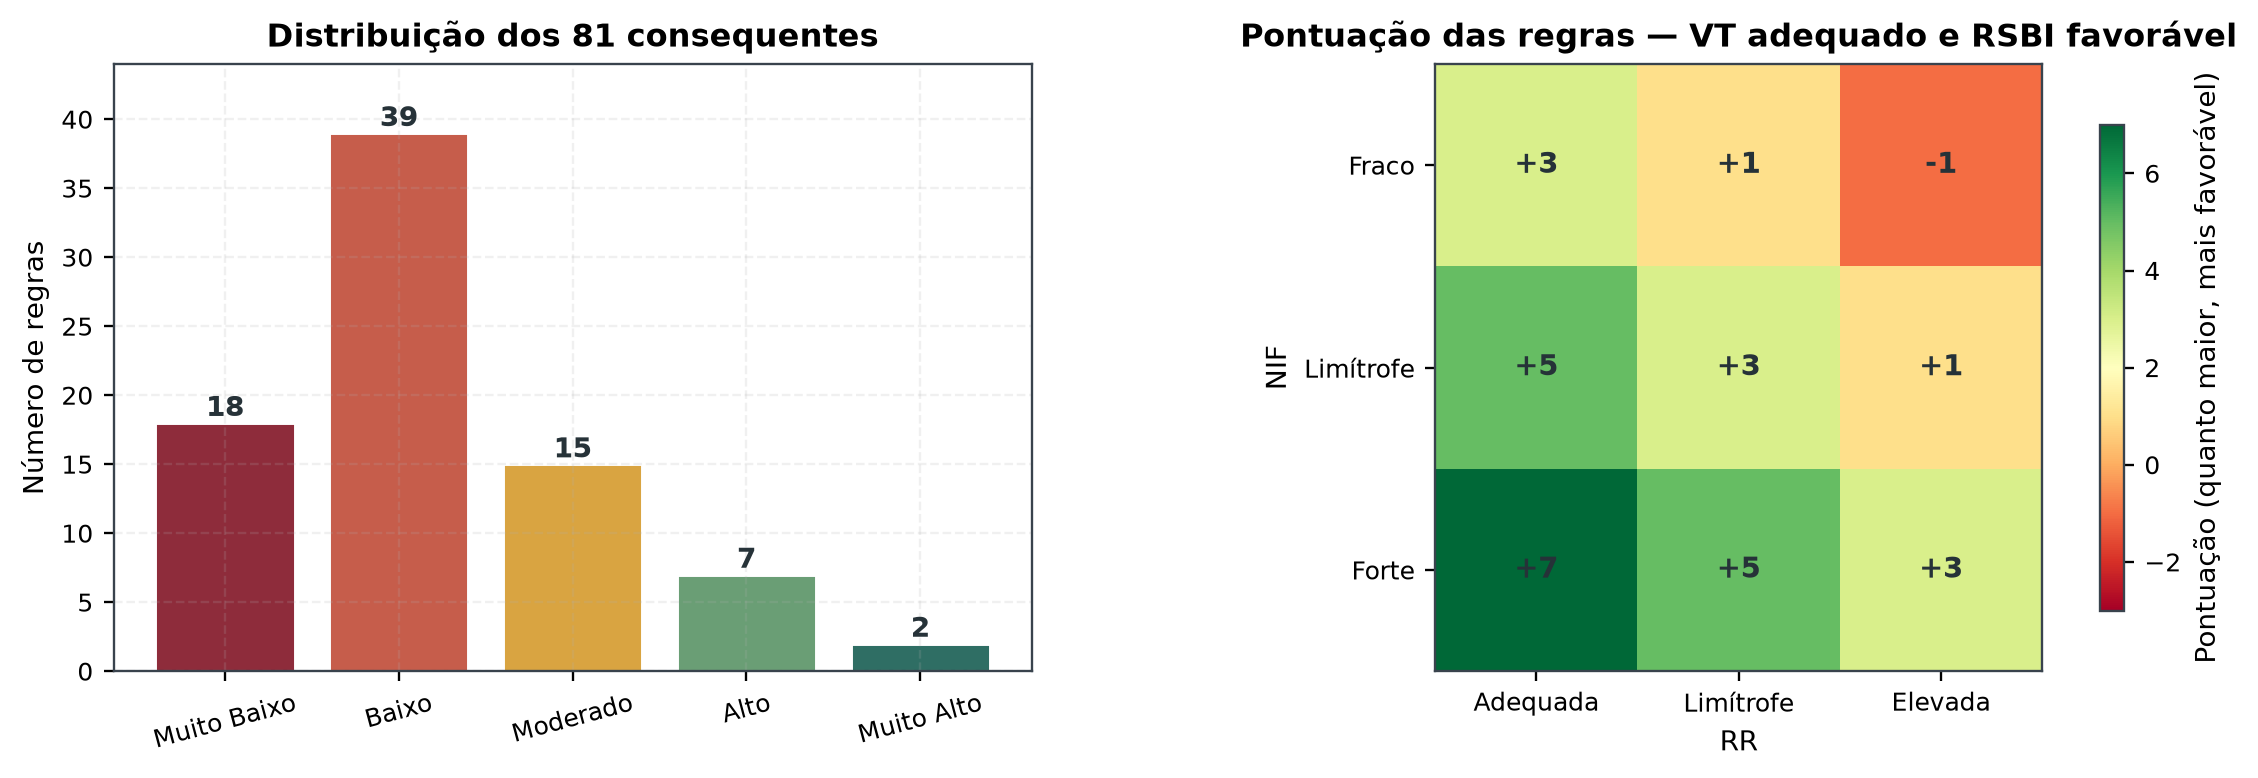 Distribuição dos 81 consequentes
Número de regras
40
35
30
25
20
15
10
5
0
18
39
15
7
2
Muito Baixo
Baixo
Moderado
Alto
Muito Alto
Pontuação das regras — VT adequado e RSBI favorável
NIF
Fraco
+3 +1 -1
Limítrofe
+5 +3 +1
Forte
+7 +5 +3
Adequada Limítrofe Elevada
RR
6
4
2
0
−2
Pontuação (quanto maior, mais favorável)